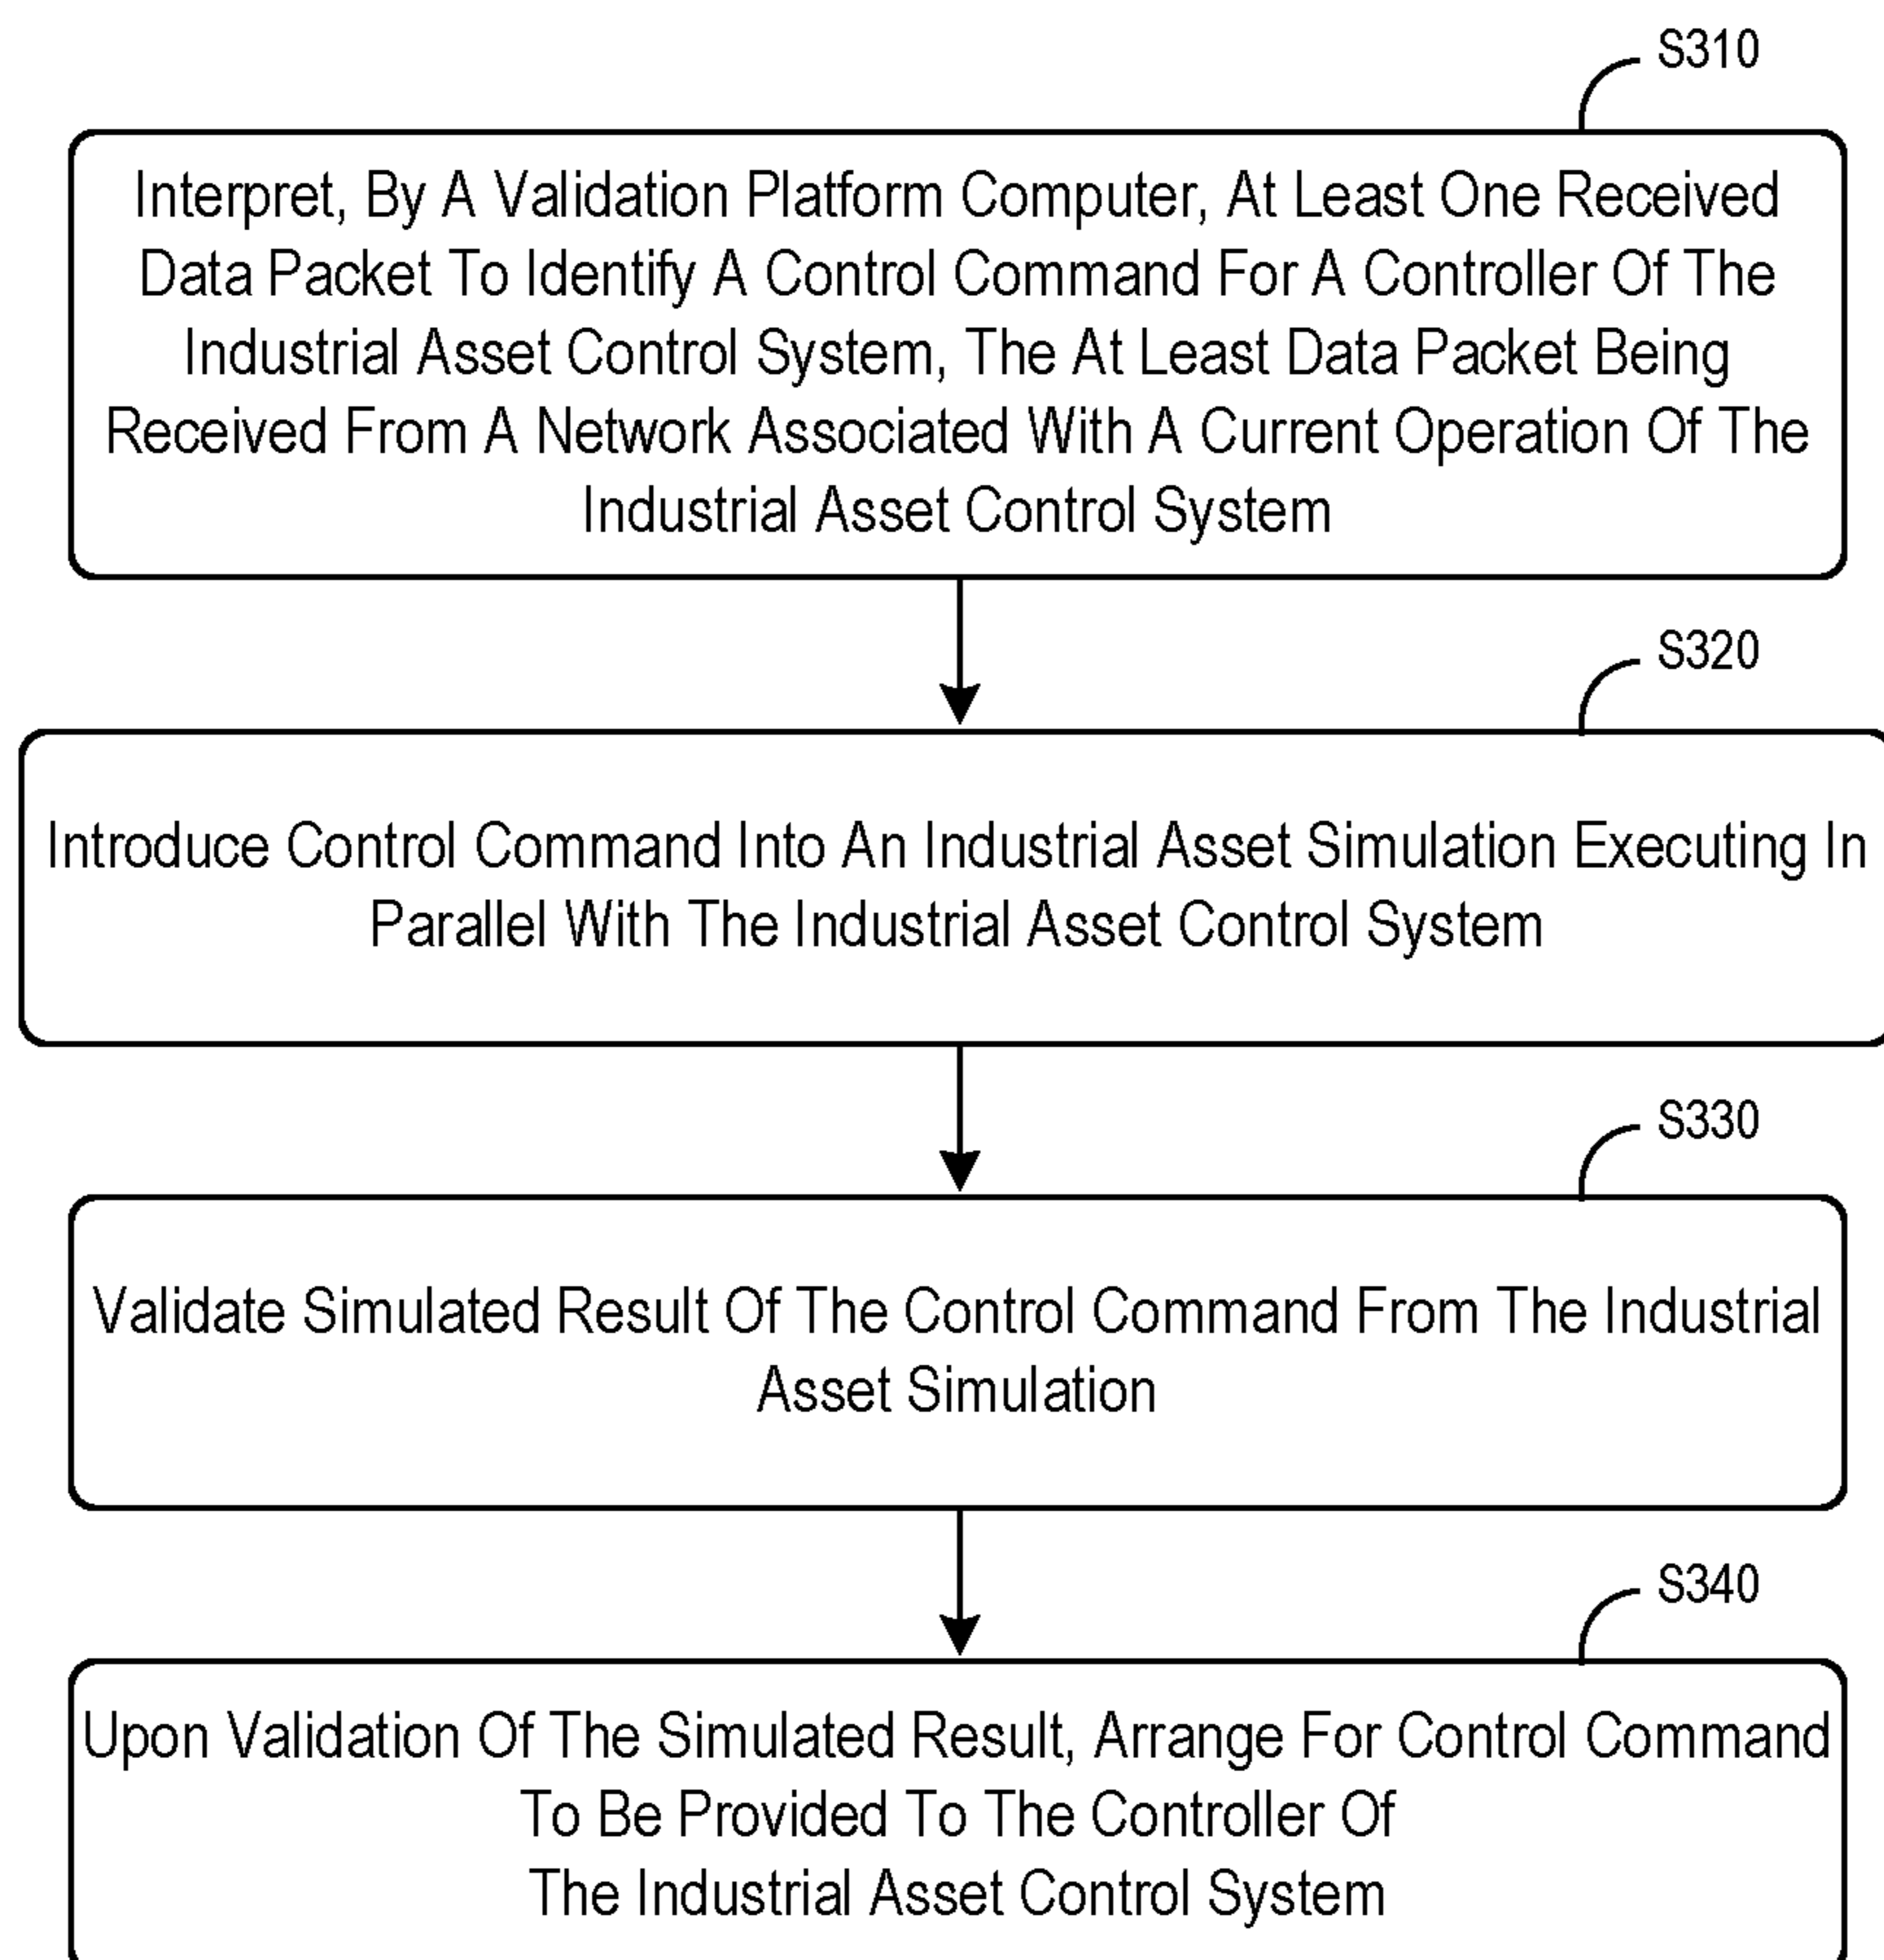 S310
Interpret, By A Validation Platform Computer, At Least One Received
Data Packet To Identify A Control Command For A Controller Of The
Industrial Asset Control System, The At Least Data Packet Being
Received From A Network Associated With A Current Operation Of The
Industrial Asset Control System
S320
Introduce Control Command Into An Industrial Asset Simulation Executing In
Parallel With The Industrial Asset Control System
S330
Validate Simulated Result Of The Control Command From The Industrial
Asset Simulation
S340
Upon Validation Of The Simulated Result, Arrange For Control Command
To Be Provided To The Controller Of
The Industrial Asset Control System